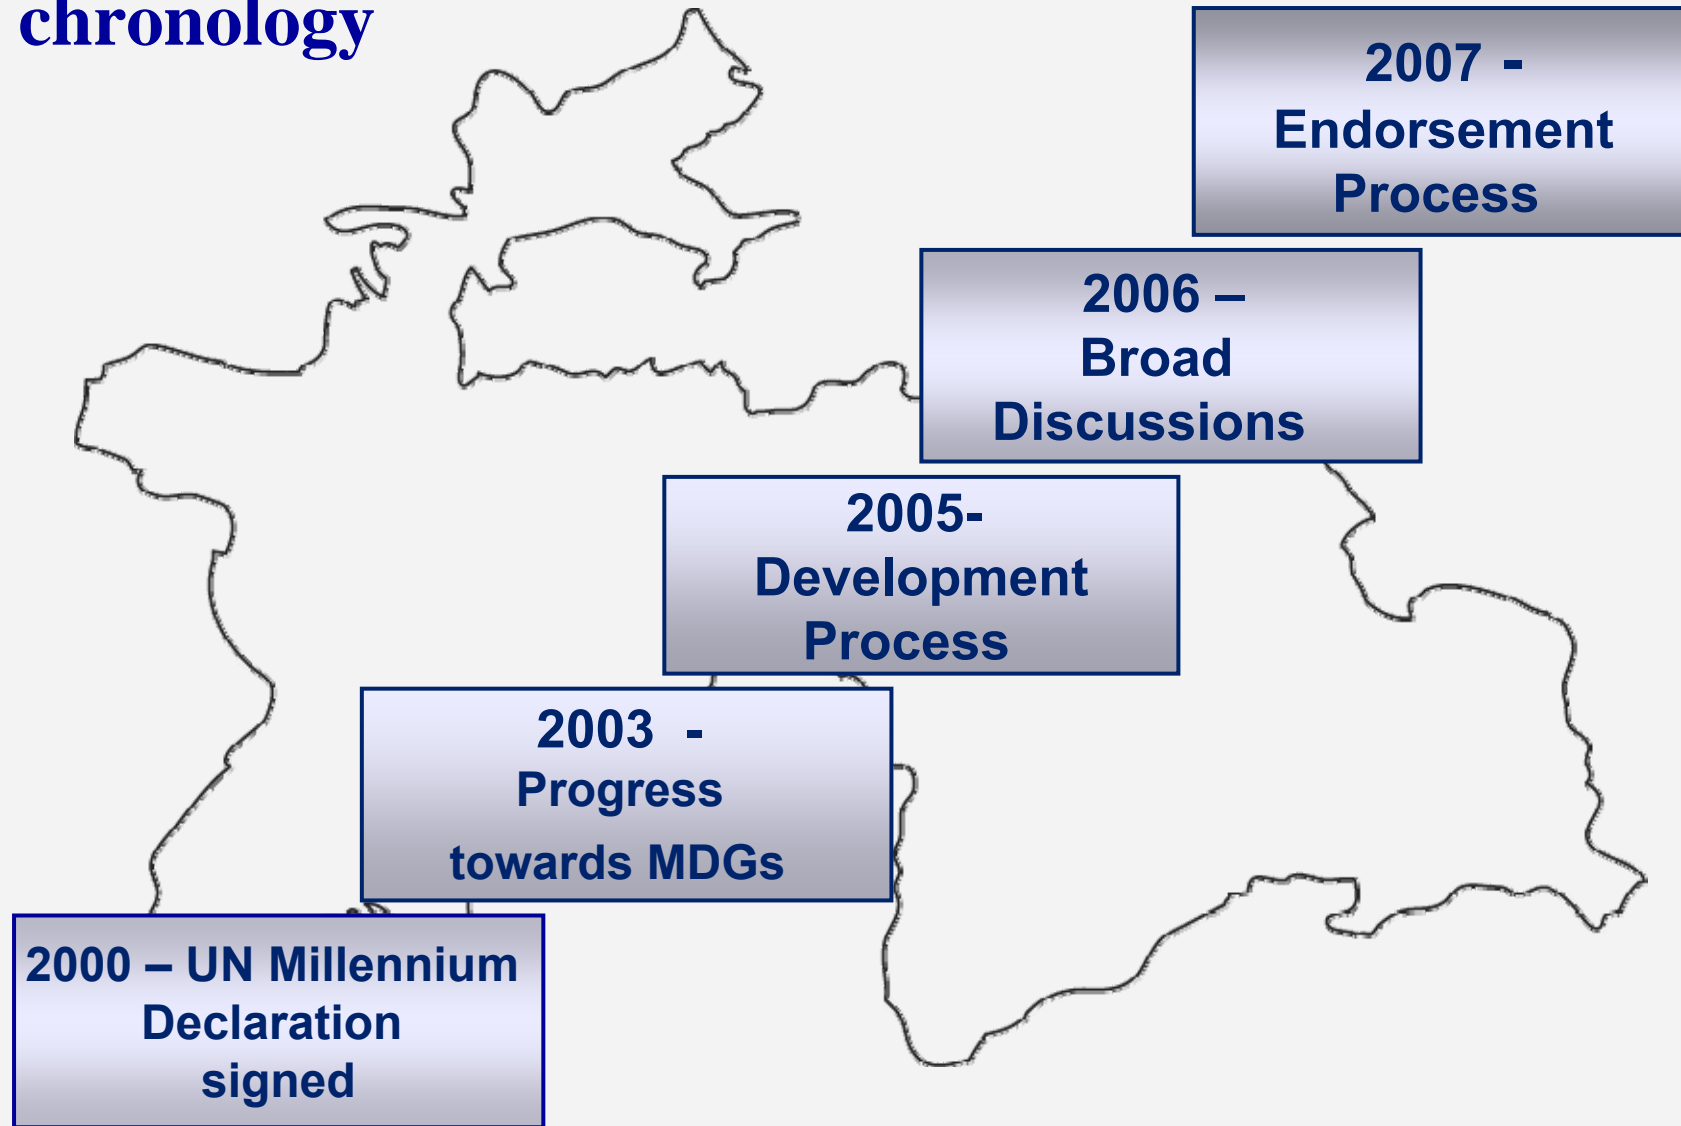 chronology
2007 -
Endorsement
Process
2006 –
Broad
Discussions
2005-
Development
Process
2003 -
Progress
towards MDGs
2000 – UN Millennium
Declaration
signed